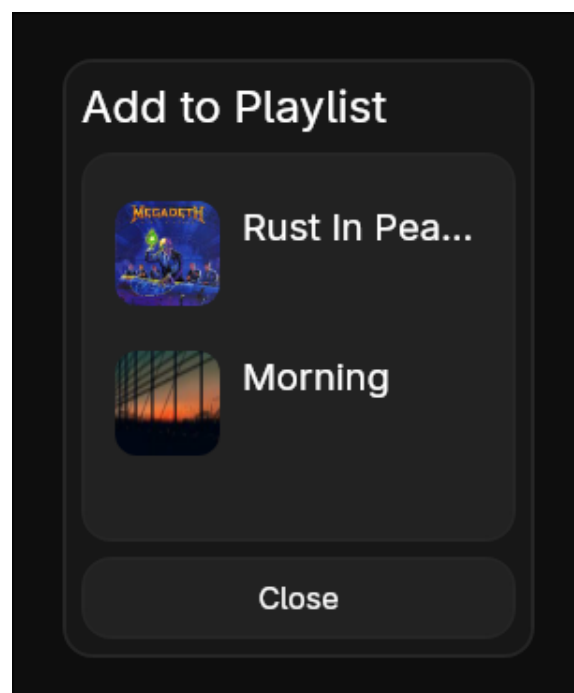 Add to Playlist
MEGADETH
Rust In Pea...
Morning
Close